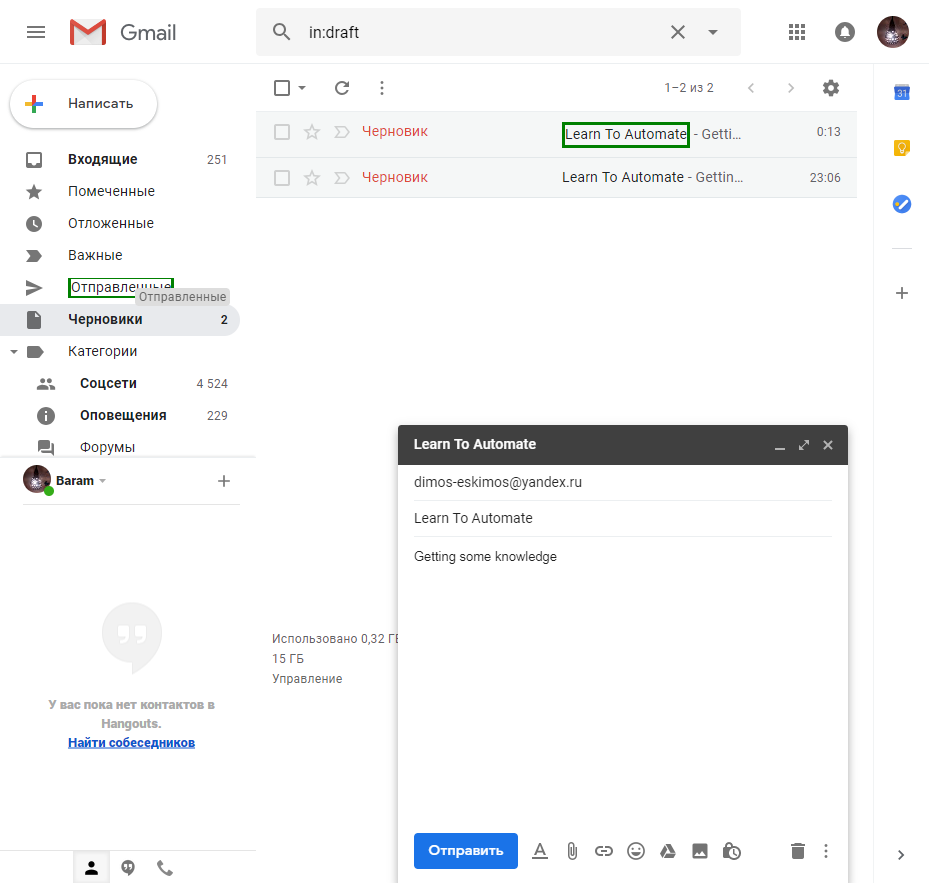 Gmail
in:draft
Написать
1–2 из 2
31
Входящие 251
Помеченные
Отложенные
Важные
Отправленные
Отправленные
Черновики 2
Категории
Соцсети 4 524
Оповещения 229
Форумы
Черновик Learn To Automate - Getti... 0:13
Черновик Learn To Automate - Gettin... 23:06
Baram
У вас пока нет контактов в
Hangouts.
Найти собеседников
Использовано 0,32 ГБ
15 ГБ
Управление
Learn To Automate
dimos-eskimos@yandex.ru
Learn To Automate
Getting some knowledge
Отправить